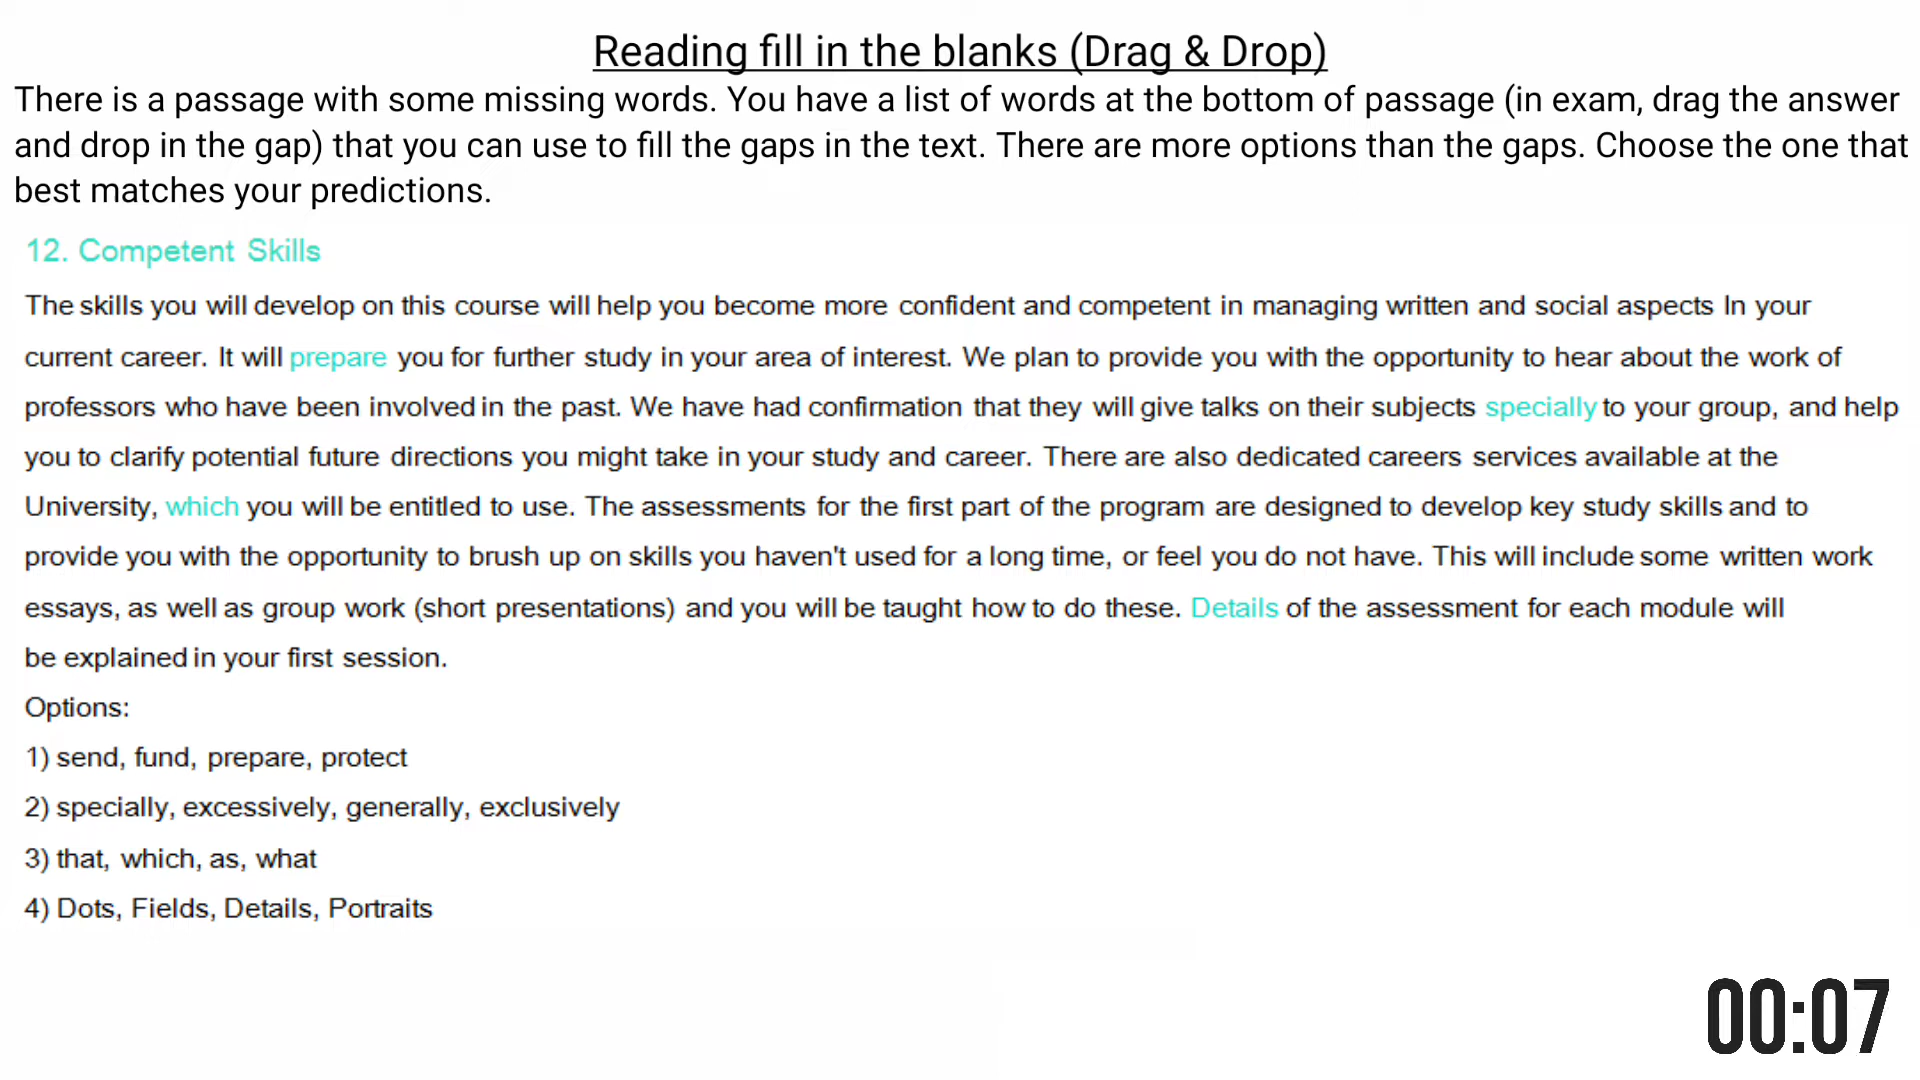 Reading fill in the blanks (Drag & Drop)
There is a passage with some missing words. You have a list of words at the bottom of passage (in exam, drag the answer
and drop in the gap) that you can use to fill the gaps in the text. There are more options than the gaps. Choose the one that
best matches your predictions.
12. Competent Skills
The skills you will develop on this course will help you become more confident and competent in managing written and social aspects In your
current career. It will prepare you for further study in your area of interest. We plan to provide you with the opportunity to hear about the work of
professors who have been involved in the past. We have had confirmation that they will give talks on their subjects specially to your group, and help
you to clarify potential future directions you might take in your study and career. There are also dedicated careers services available at the
University, which you will be entitled to use. The assessments for the first part of the program are designed to develop key study skills and to
provide you with the opportunity to brush up on skills you haven't used for a long time, or feel you do not have. This will include some written work
essays, as well as group work (short presentations) and you will be taught how to do these. Details of the assessment for each module will
be explained in your first session.
Options:
1) send, fund, prepare, protect
2) specially, excessively, generally, exclusively
3) that, which, as, what
4) Dots, Fields, Details, Portraits
00:07